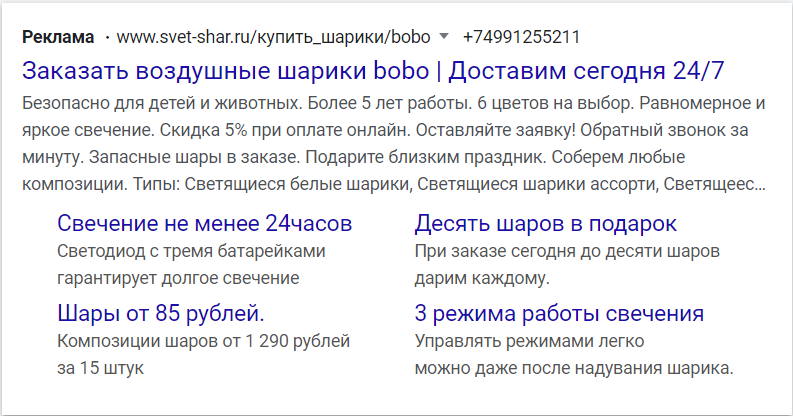 Реклама · www.svet-shar.ru/купить_шарики/bobo +74991255211
Заказать воздушные шарики bobo | Доставим сегодня 24/7
Безопасно для детей и животных. Более 5 лет работы. 6 цветов на выбор. Равномерное и
яркое свечение. Скидка 5% при оплате онлайн. Оставляйте заявку! Обратный звонок за
минуту. Запасные шары в заказе. Подарите близким праздник. Соберем любые
композиции. Типы: Светящиеся белые шарики, Светящиеся шарики ассорти, Светящееес…
Свечение не менее 24часов
Светодиод с тремя батарейками
гарантирует долгое свечение
Десять шаров в подарок
При заказе сегодня до десяти шаров
дарим каждому.
Шары от 85 рублей.
Композиции шаров от 1 290 рублей
за 15 штук
3 режима работы свечения
Управлять режимами легко
можно даже после надувания шарика.